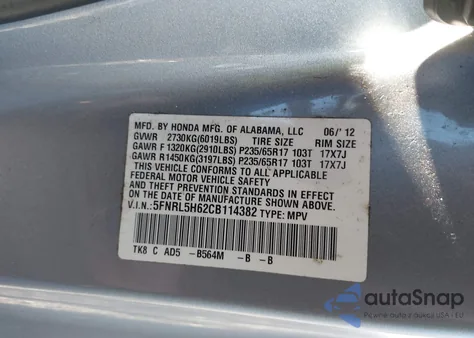 MFD. BY HONDA MFG. OF ALABAMA, LLC 06/'12
GVWR 2730KG(6019LBS) TIRE SIZE RIM SIZE
GAWR F 1320KG(2910LBS) P235/65R17 103T 17X7J
GAWR R1450KG(3197LBS) P235/65R17 103T 17X7J
THIS VEHICLE CONFORMS TO ALL APPLICABLE
FEDERAL MOTOR VEHICLE SAFETY
AND THEFT PREVENTION STANDARDS IN EFFECT
ON THE DATE OF MANUFACTURE SHOWN ABOVE.
V.I.N.: 5FNRL5H62CB114382 TYPE: MPV
TK8 C AD5 -B564M -B -B
autoSnap